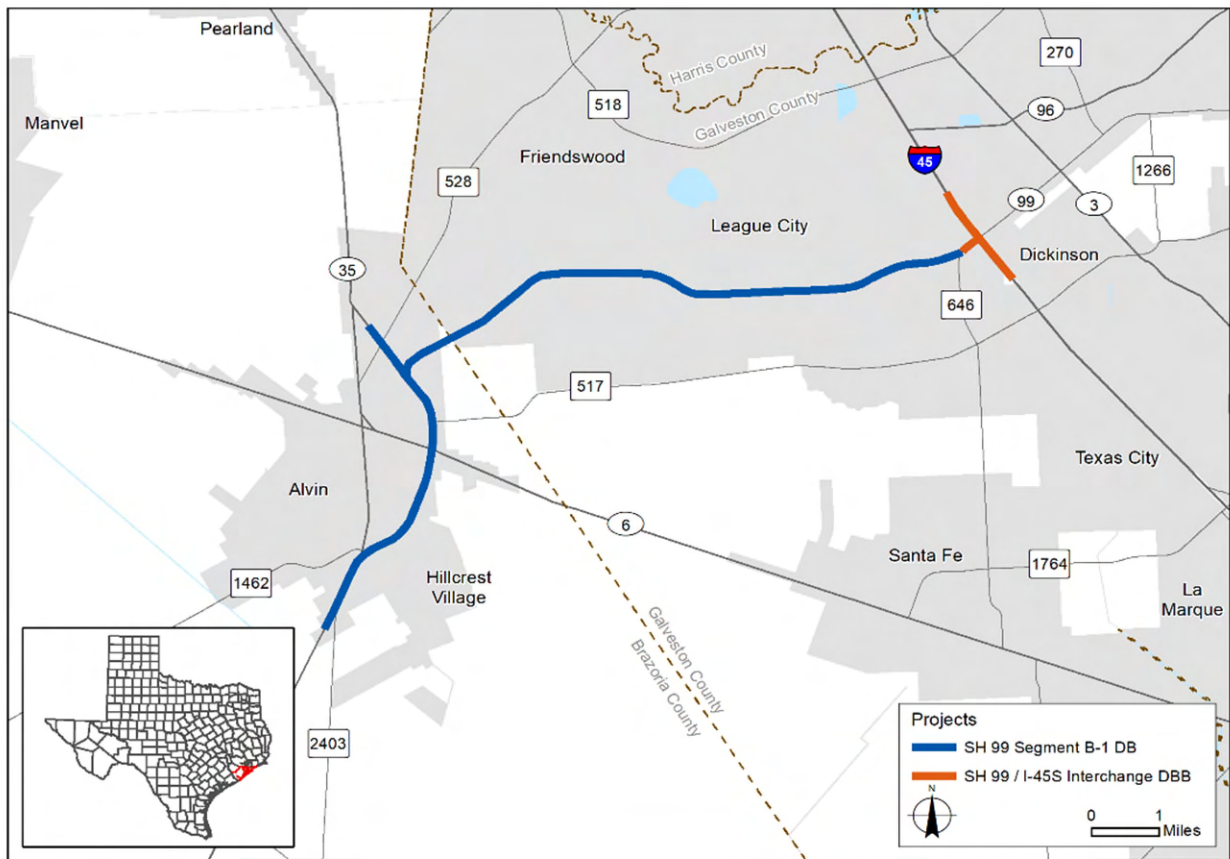 Pearland
Manvel
Harris County
Galveston County
270
518
96
Friendswood
528
45
1266
99
3
League City
Dickinson
35
646
517
Texas City
Alvin
6
Santa Fe
1764
1462
Hillcrest
Village
La
Marque
Galveston County
Brazoria County
2403
Projects
SH 99 Segment B-1 DB
SH 99 / I-45S Interchange DBB
N
0 1
Miles